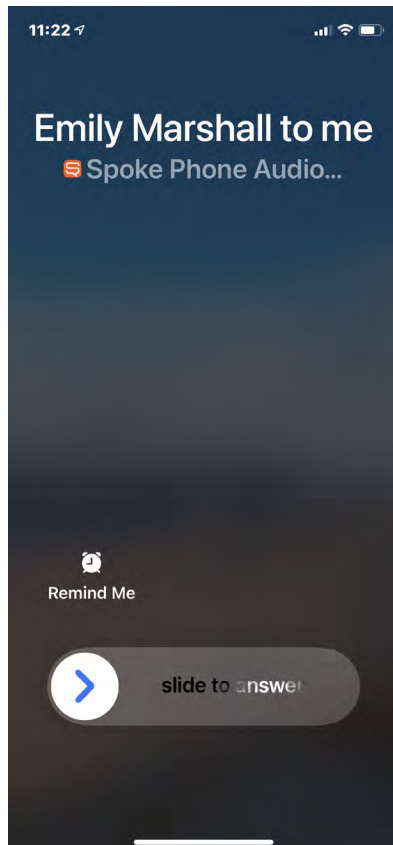 11:22
Emily Marshall to me
Spoke Phone Audio...
Remind Me
slide to answer